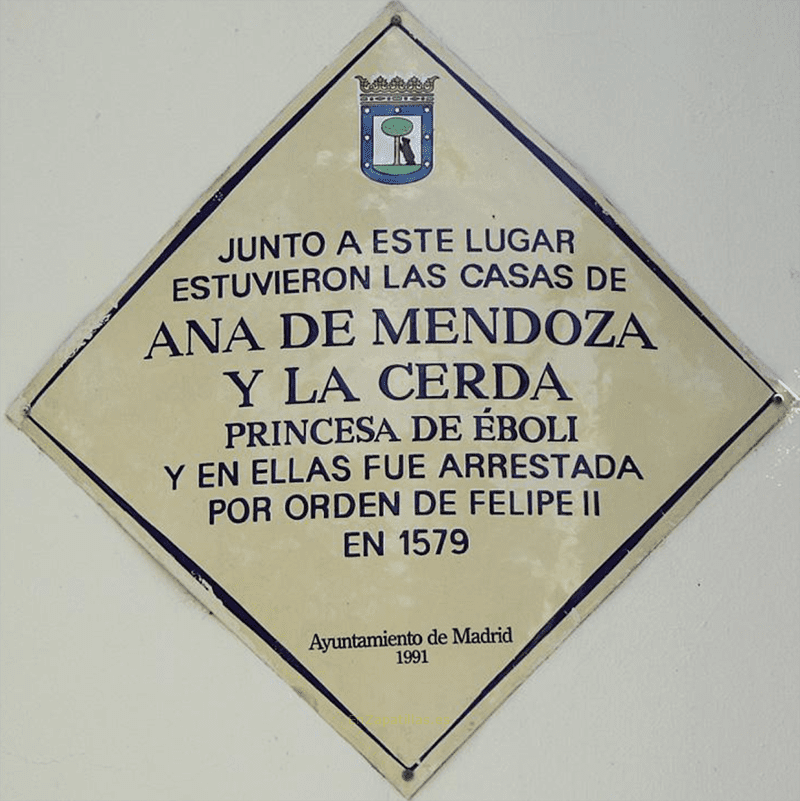 JUNTO A ESTE LUGAR
ESTUVIERON LAS CASAS DE
ANA DE MENDOZA
Y LA CERDA
PRINCESA DE ÉBOLI
Y EN ELLAS FUE ARRESTADA
POR ORDEN DE FELIPE II
EN 1579
Ayuntamiento de Madrid
1991